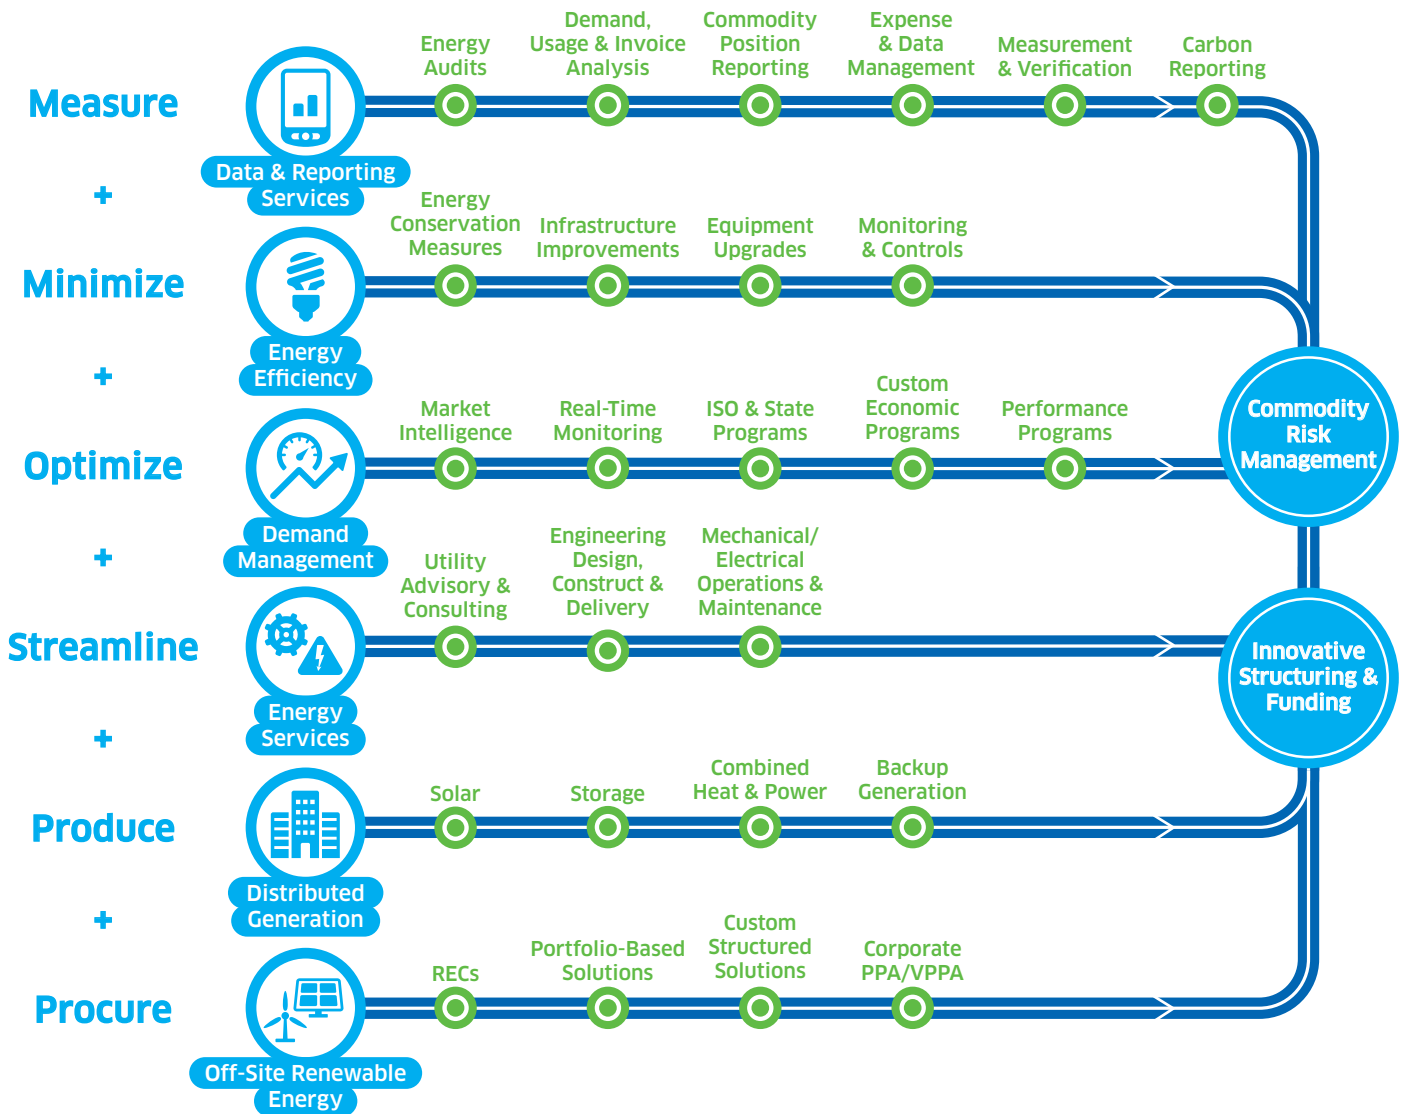 Measure
Data & Reporting
Services
Energy
Audits
Demand,
Usage & Invoice
Analysis
Commodity
Position
Reporting
Expense
& Data
Management
Measurement
& Verification
Carbon
Reporting
+
Minimize
Energy
Efficiency
Energy
Conservation
Measures
Infrastructure
Improvements
Equipment
Upgrades
Monitoring
& Controls
+
Optimize
Demand
Management
Market
Intelligence
Real-Time
Monitoring
ISO & State
Programs
Custom
Economic
Programs
Performance
Programs
Commodity
Risk
Management
+
Streamline
Energy
Services
Utility
Advisory &
Consulting
Engineering
Design,
Construct &
Delivery
Mechanical/
Electrical
Operations &
Maintenance
Innovative
Structuring &
Funding
+
Produce
Distributed
Generation
Solar
Storage
Combined
Heat & Power
Backup
Generation
+
Procure
Off-Site Renewable
Energy
RECs
Portfolio-Based
Solutions
Custom
Structured
Solutions
Corporate
PPA/VPPA